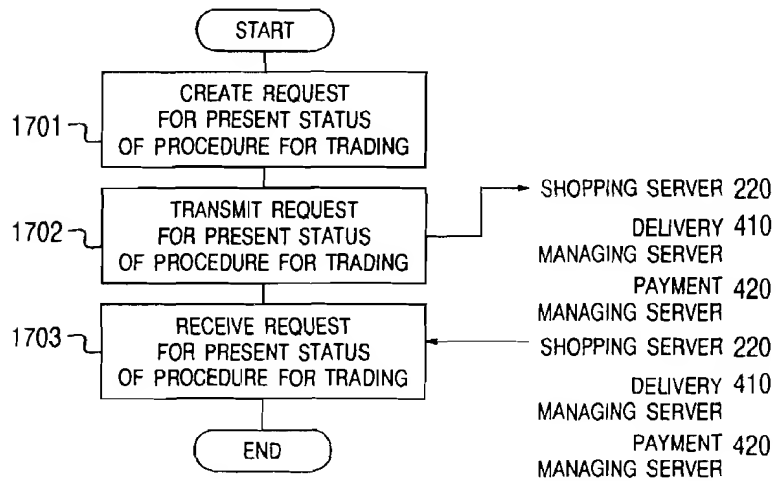 START
CREATE REQUEST
FOR PRESENT STATUS
OF PROCEDURE FOR TRADING
1701
TRANSMIT REQUEST
FOR PRESENT STATUS
OF PROCEDURE FOR TRADING
1702
SHOPPING SERVER 220
DELIVERY 410
MANAGING SERVER
PAYMENT 420
MANAGING SERVER
RECEIVE REQUEST
FOR PRESENT STATUS
OF PROCEDURE FOR TRADING
1703
SHOPPING SERVER 220
DELIVERY 410
MANAGING SERVER
PAYMENT 420
MANAGING SERVER
END